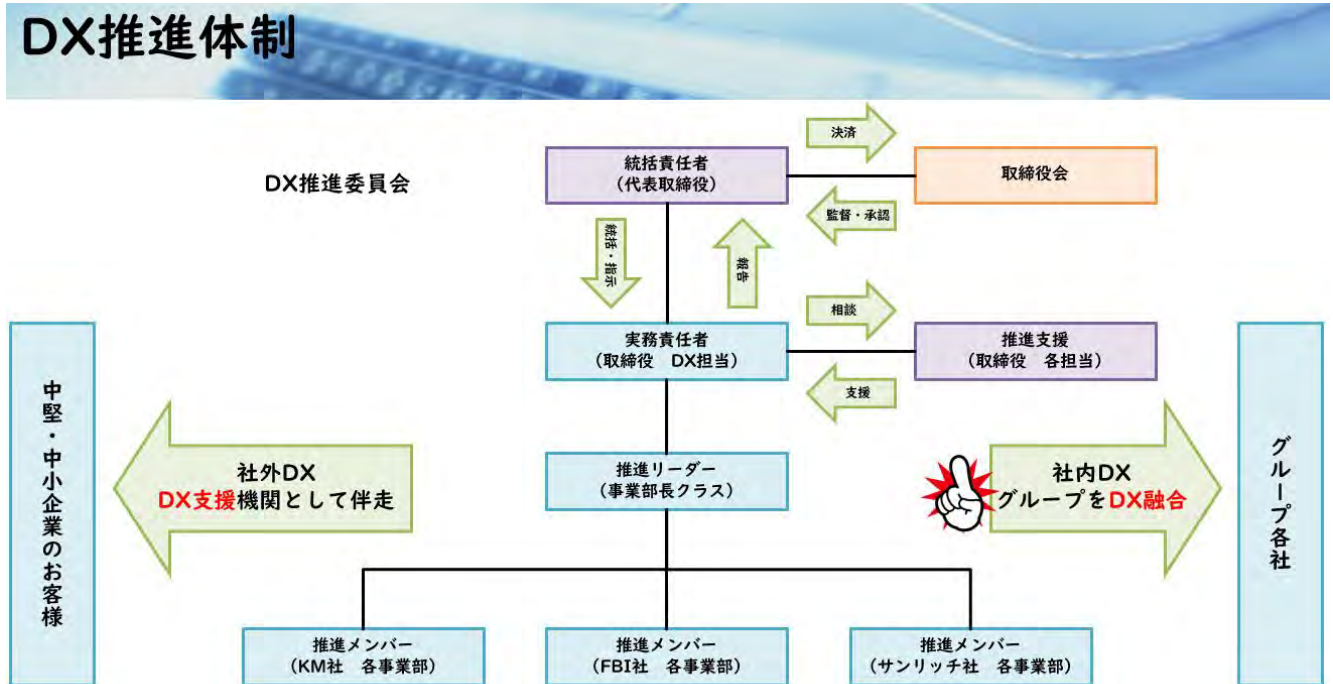 DX推進体制
決済
統括責任者
(代表取締役)
取締役会
DX推進委員会
監督・承認
統括・指示
報告
相談
実務責任者
(取締役　DX担当)
推進支援
(取締役　各担当)
支援
中堅・中小企業のお客様
社外DX
DX支援機関として伴走
推進リーダー
(事業部長クラス)
社内DX
グループをDX融合
グループ各社
推進メンバー
(KM社　各事業部)
推進メンバー
(FBI社　各事業部)
推進メンバー
(サンリッチ社　各事業部)